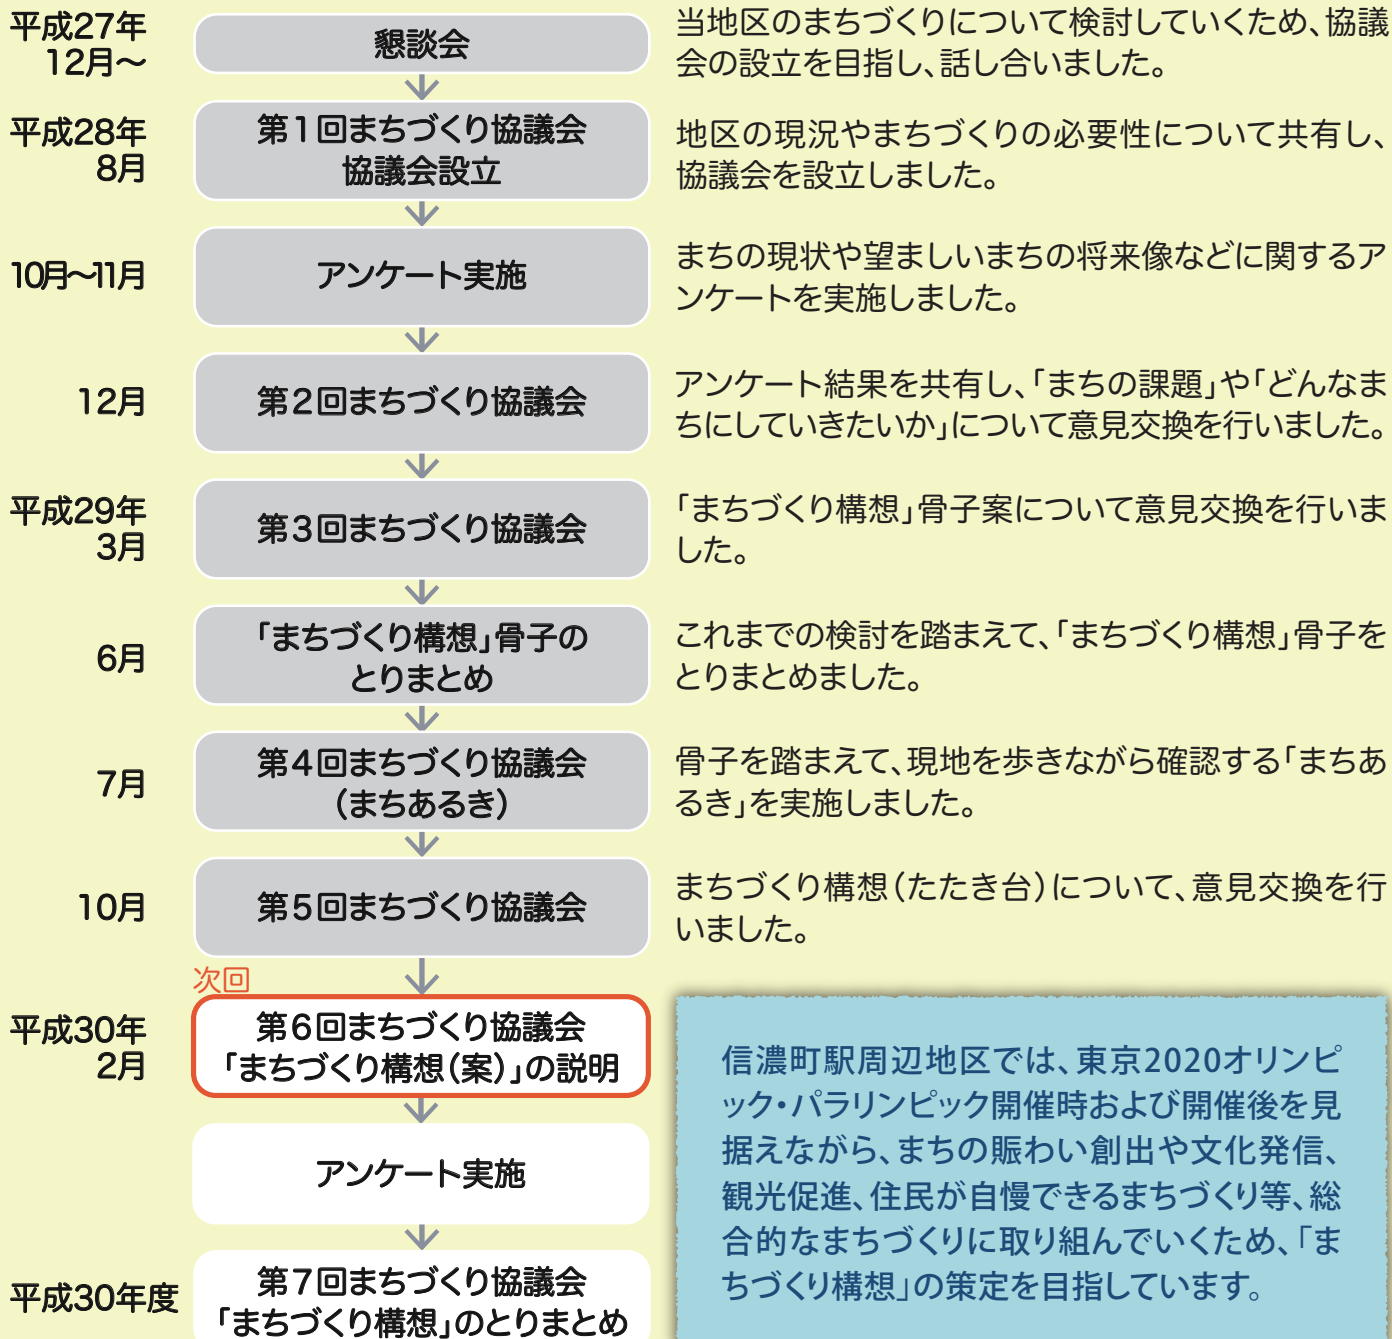 平成27年
12月～
懇談会
当地区のまちづくりについて検討していくため、協議
会の設立を目指し、話し合いました。
平成28年
8月
第1回まちづくり協議会
協議会設立
地区の現況やまちづくりの必要性について共有し、
協議会を設立しました。
10月～11月
アンケート実施
まちの現状や望ましいまちの将来像などに関するア
ンケートを実施しました。
12月
第2回まちづくり協議会
アンケート結果を共有し、「まちの課題」や「どんなま
ちにしていきたいか」について意見交換を行いました。
平成29年
3月
第3回まちづくり協議会
「まちづくり構想」骨子案について意見交換を行いま
した。
6月
「まちづくり構想」骨子の
とりまとめ
これまでの検討を踏まえて、「まちづくり構想」骨子を
とりまとめました。
7月
第4回まちづくり協議会
（まちあるき）
骨子を踏まえて、現地を歩きながら確認する「まちあ
るき」を実施しました。
10月
第5回まちづくり協議会
まちづくり構想（たたき台）について、意見交換を行
いました。
次回
平成30年
2月
第6回まちづくり協議会
「まちづくり構想（案）」の説明
アンケート実施
平成30年度
第7回まちづくり協議会
「まちづくり構想」のとりまとめ
信濃町駅周辺地区では、東京2020オリンピ
ック・パラリンピック開催時および開催後を見
据えながら、まちの賑わい創出や文化発信、
観光促進、住民が自慢できるまちづくり等、総
合的なまちづくりに取り組んでいくため、「ま
ちづくり構想」の策定を目指しています。